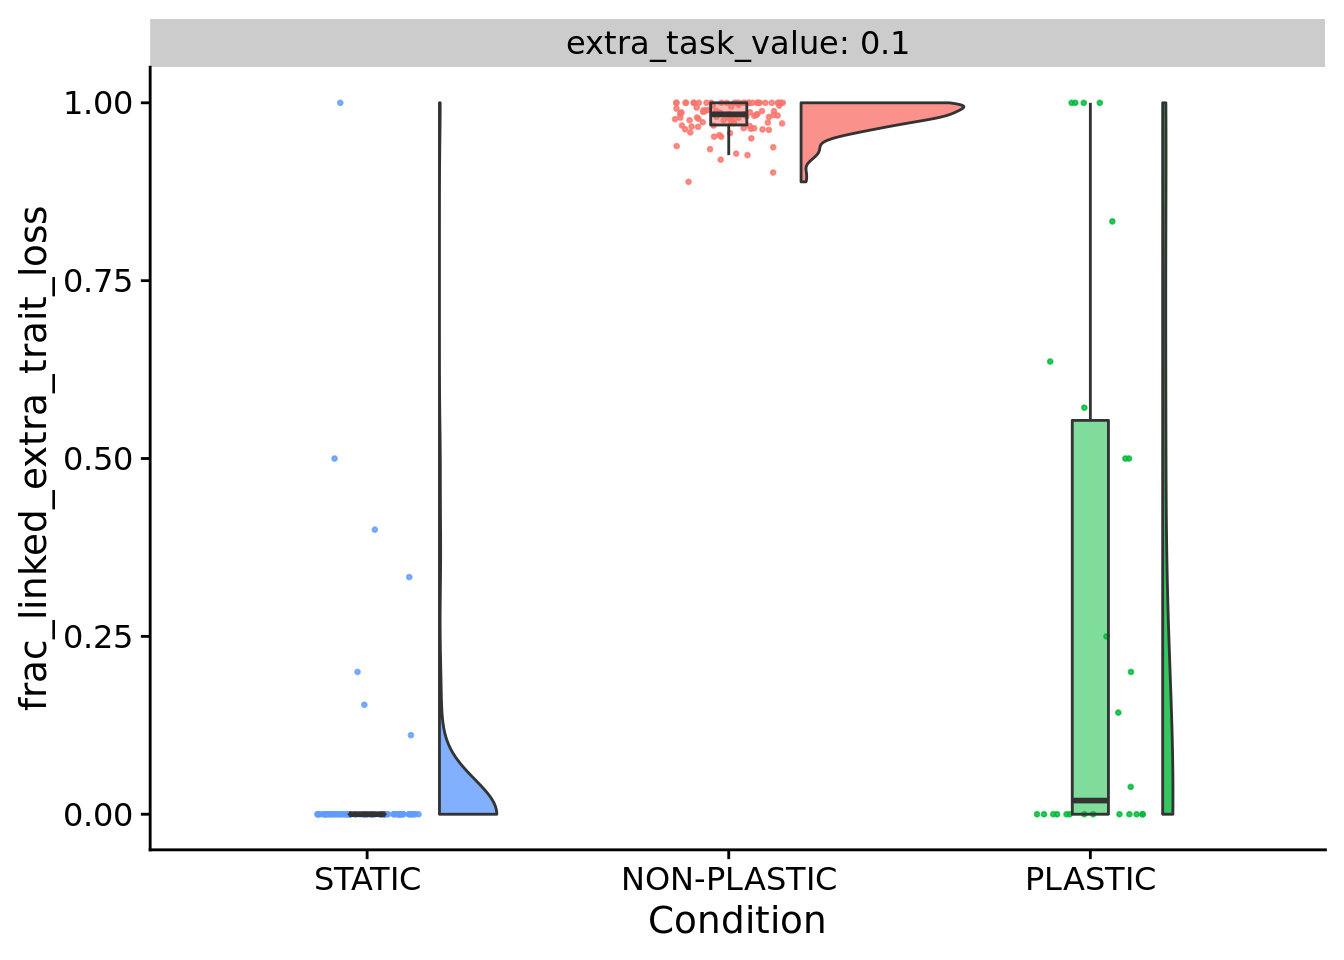 extra_task_value: 0.1
frac_linked_extra_trait_loss
1.00
0.75
0.50
0.25
0.00
STATIC
NON-PLASTIC
PLASTIC
Condition